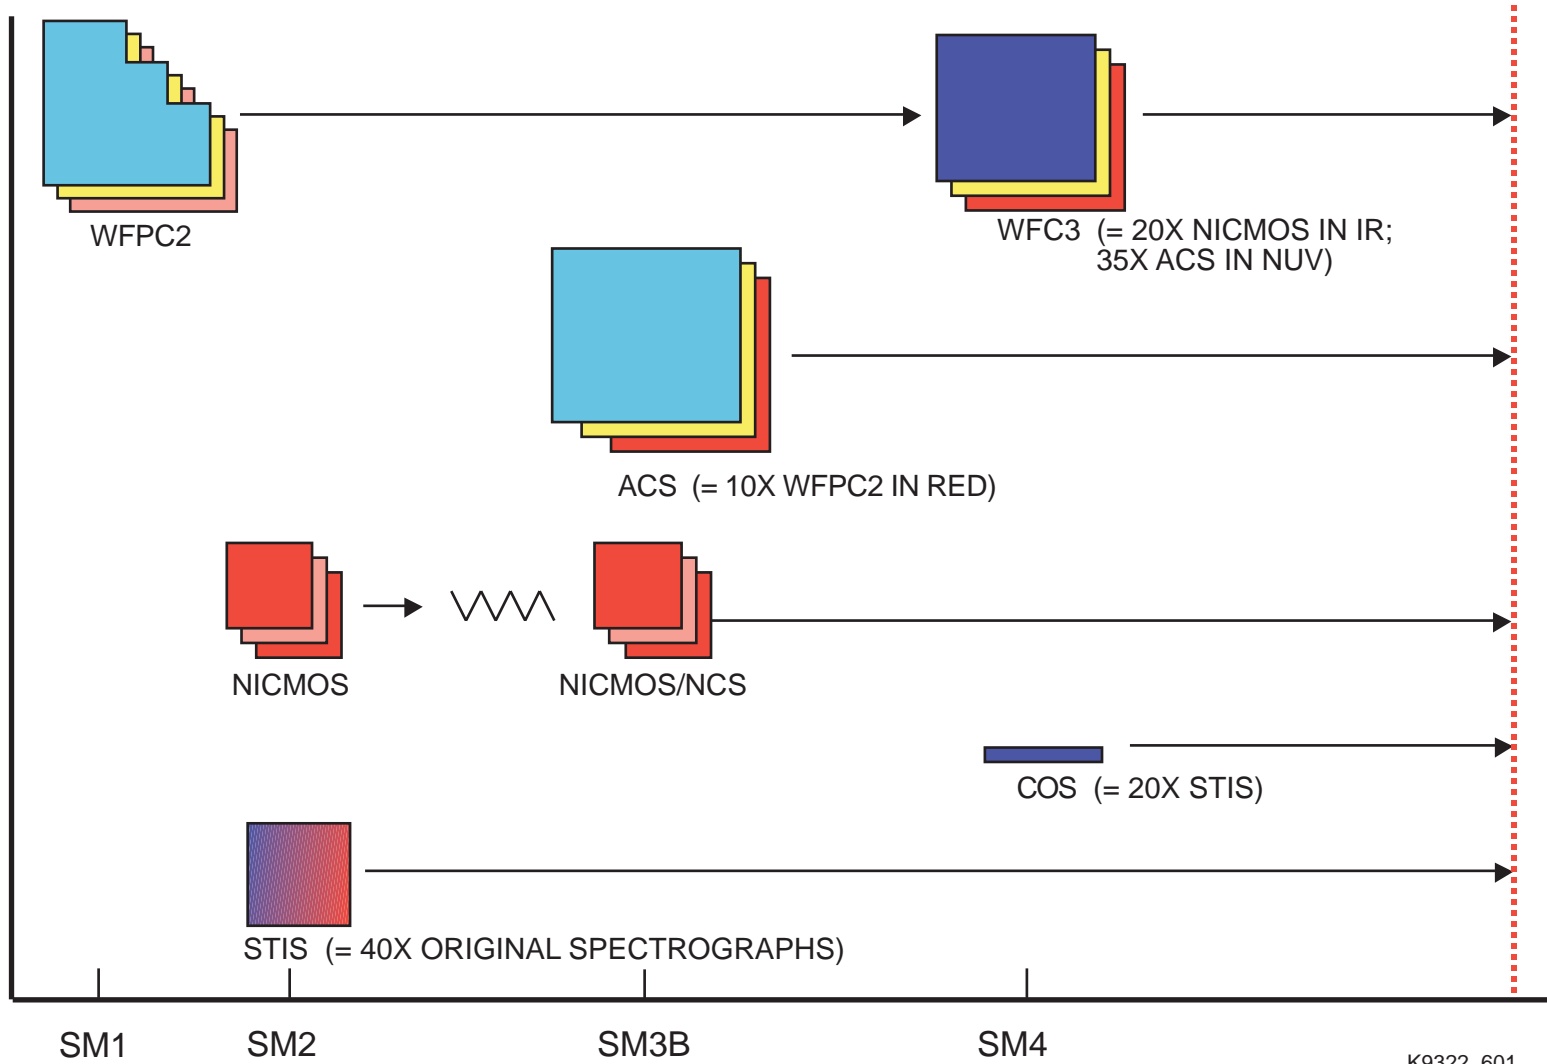 WFPC2
WFC3 (= 20X NICMOS IN IR;
35X ACS IN NUV)
ACS (= 10X WFPC2 IN RED)
NICMOS
NICMOS/NCS
COS (= 20X STIS)
STIS (= 40X ORIGINAL SPECTROGRAPHS)
SM1
SM2
SM3B
SM4
K9322_601